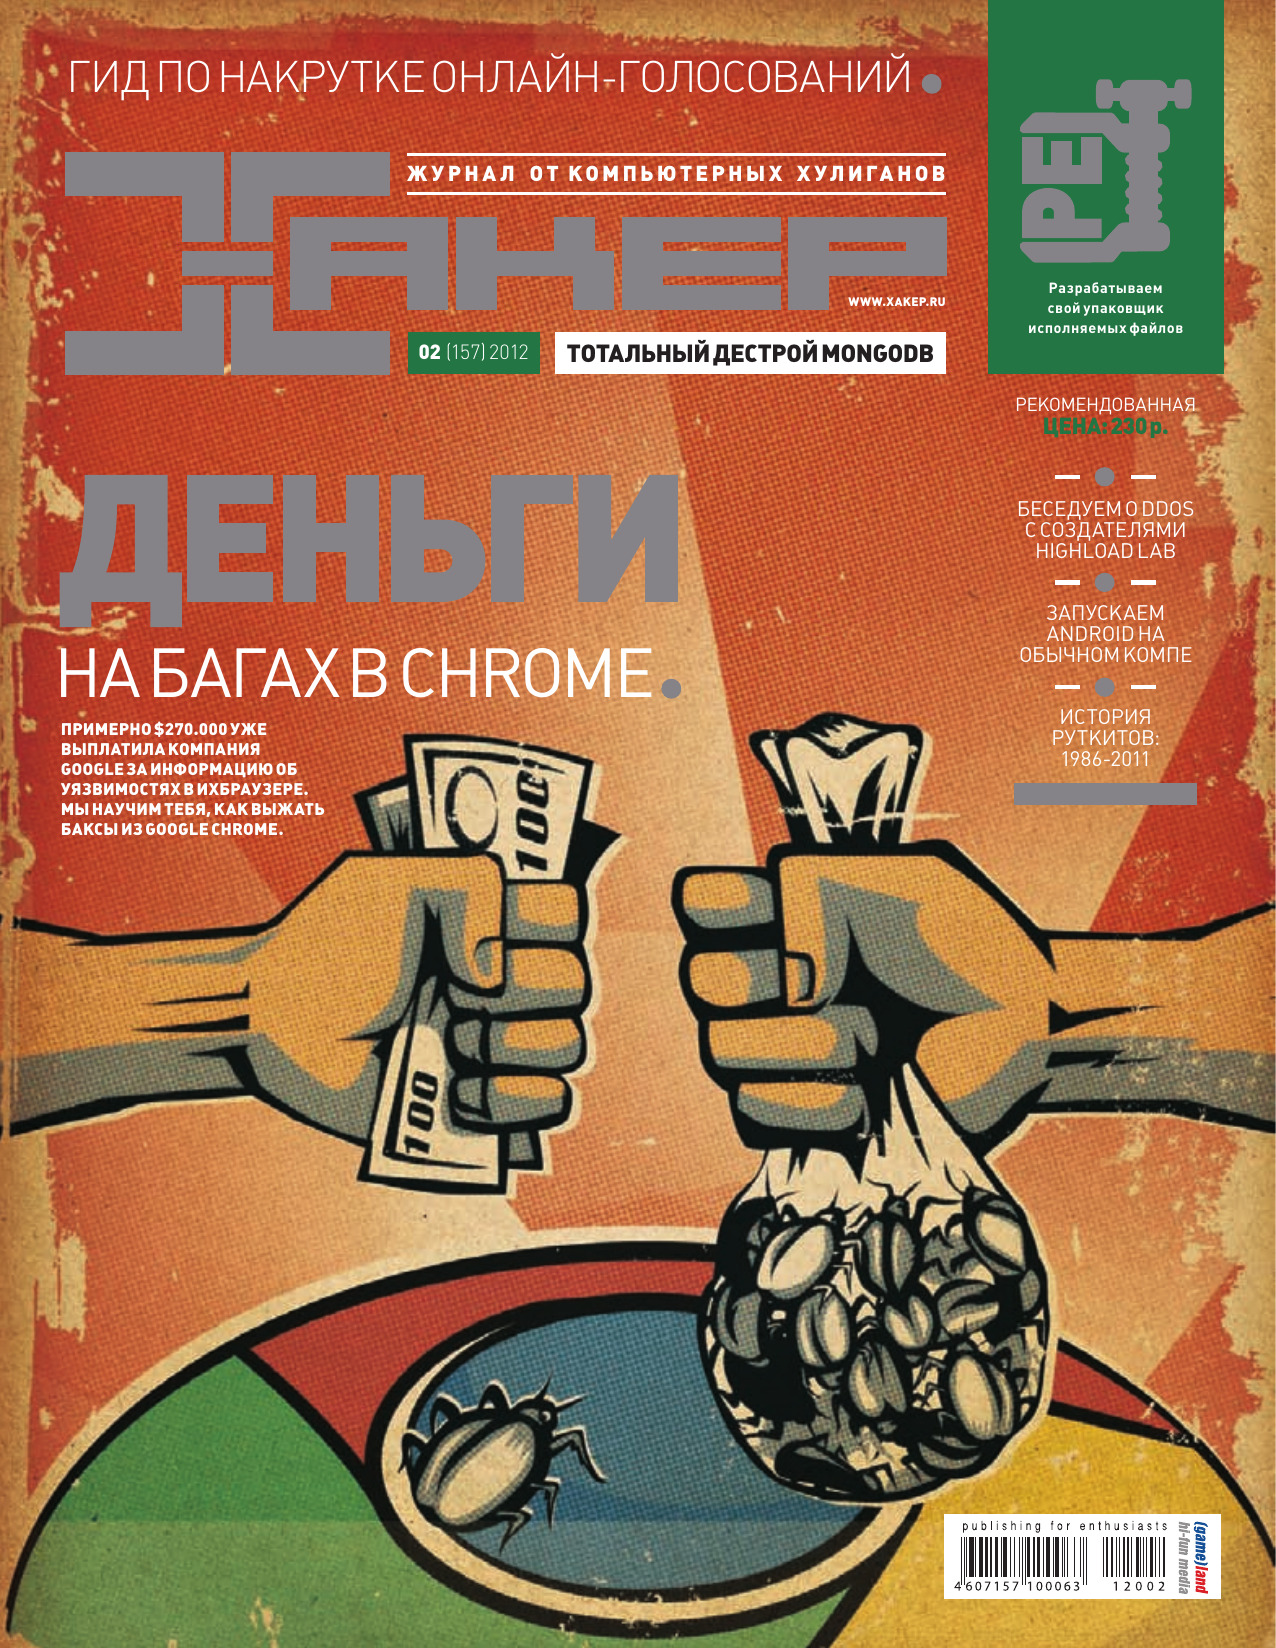 ГИД ПО НАКРУТКЕ ОНЛАЙН-ГОЛОСОВАНИЙ
ЖУРНАЛ ОТ КОМПЬЮТЕРНЫХ ХУЛИГАНОВ
ХАКЕР
WWW.XAKEP.RU
02 (157) 2012
ТОТАЛЬНЫЙ ДЕСТРОЙ MONGODB
PE
Разрабатываем
свой упаковщик
исполняемых файлов
РЕКОМЕНДОВАННАЯ
ЦЕНА: 230 р.
БЕСЕДУЕМ О DDOS
С СОЗДАТЕЛЯМИ
HIGHLOAD LAB
ЗАПУСКАЕМ
ANDROID НА
ОБЫЧНОМ КОМПЕ
ИСТОРИЯ
РУТКИТОВ:
1986-2011
ДЕНЬГИ
НА БАГАХ В CHROME
ПРИМЕРНО $270.000 УЖЕ
ВЫПЛАТИЛА КОМПАНИЯ
GOOGLE ЗА ИНФОРМАЦИЮ ОБ
УЯЗВИМОСТЯХ В ИХБРАУЗЕРЕ.
МЫ НАУЧИМ ТЕБЯ, КАК ВЫЖАТЬ
БАКСЫ ИЗ GOOGLE CHROME.
100
100
publishing for enthusiasts
4 607157 100063
12002
(game)land
hi-fun media